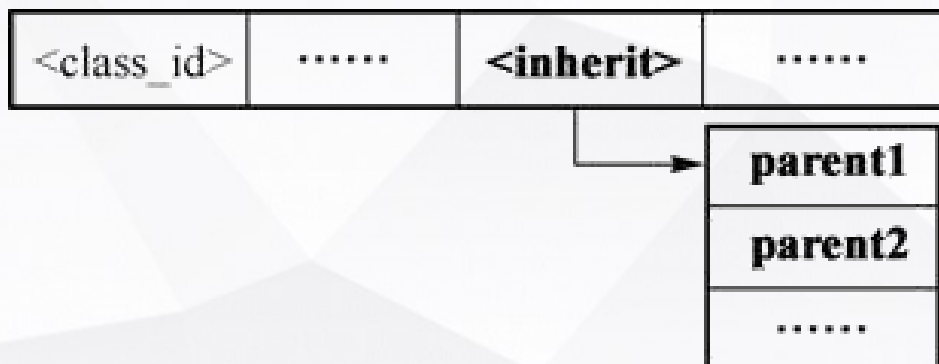 <class_id> ...... <inherit> ......
parent1
parent2
......